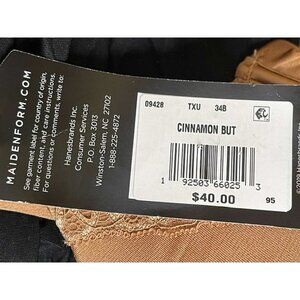 MAIDENFORM.COM
See garment label for country of origin,
fiber content, and care instructions.
For questions or comments, write to:
Hanesbrands Inc.
Consumer Services
P.O. Box 3013
Winston-Salem, NC 27102
1-888-225-4872
09428 TXU 34B
CINNAMON BUT
1 92503 66025 3
$40.00 95